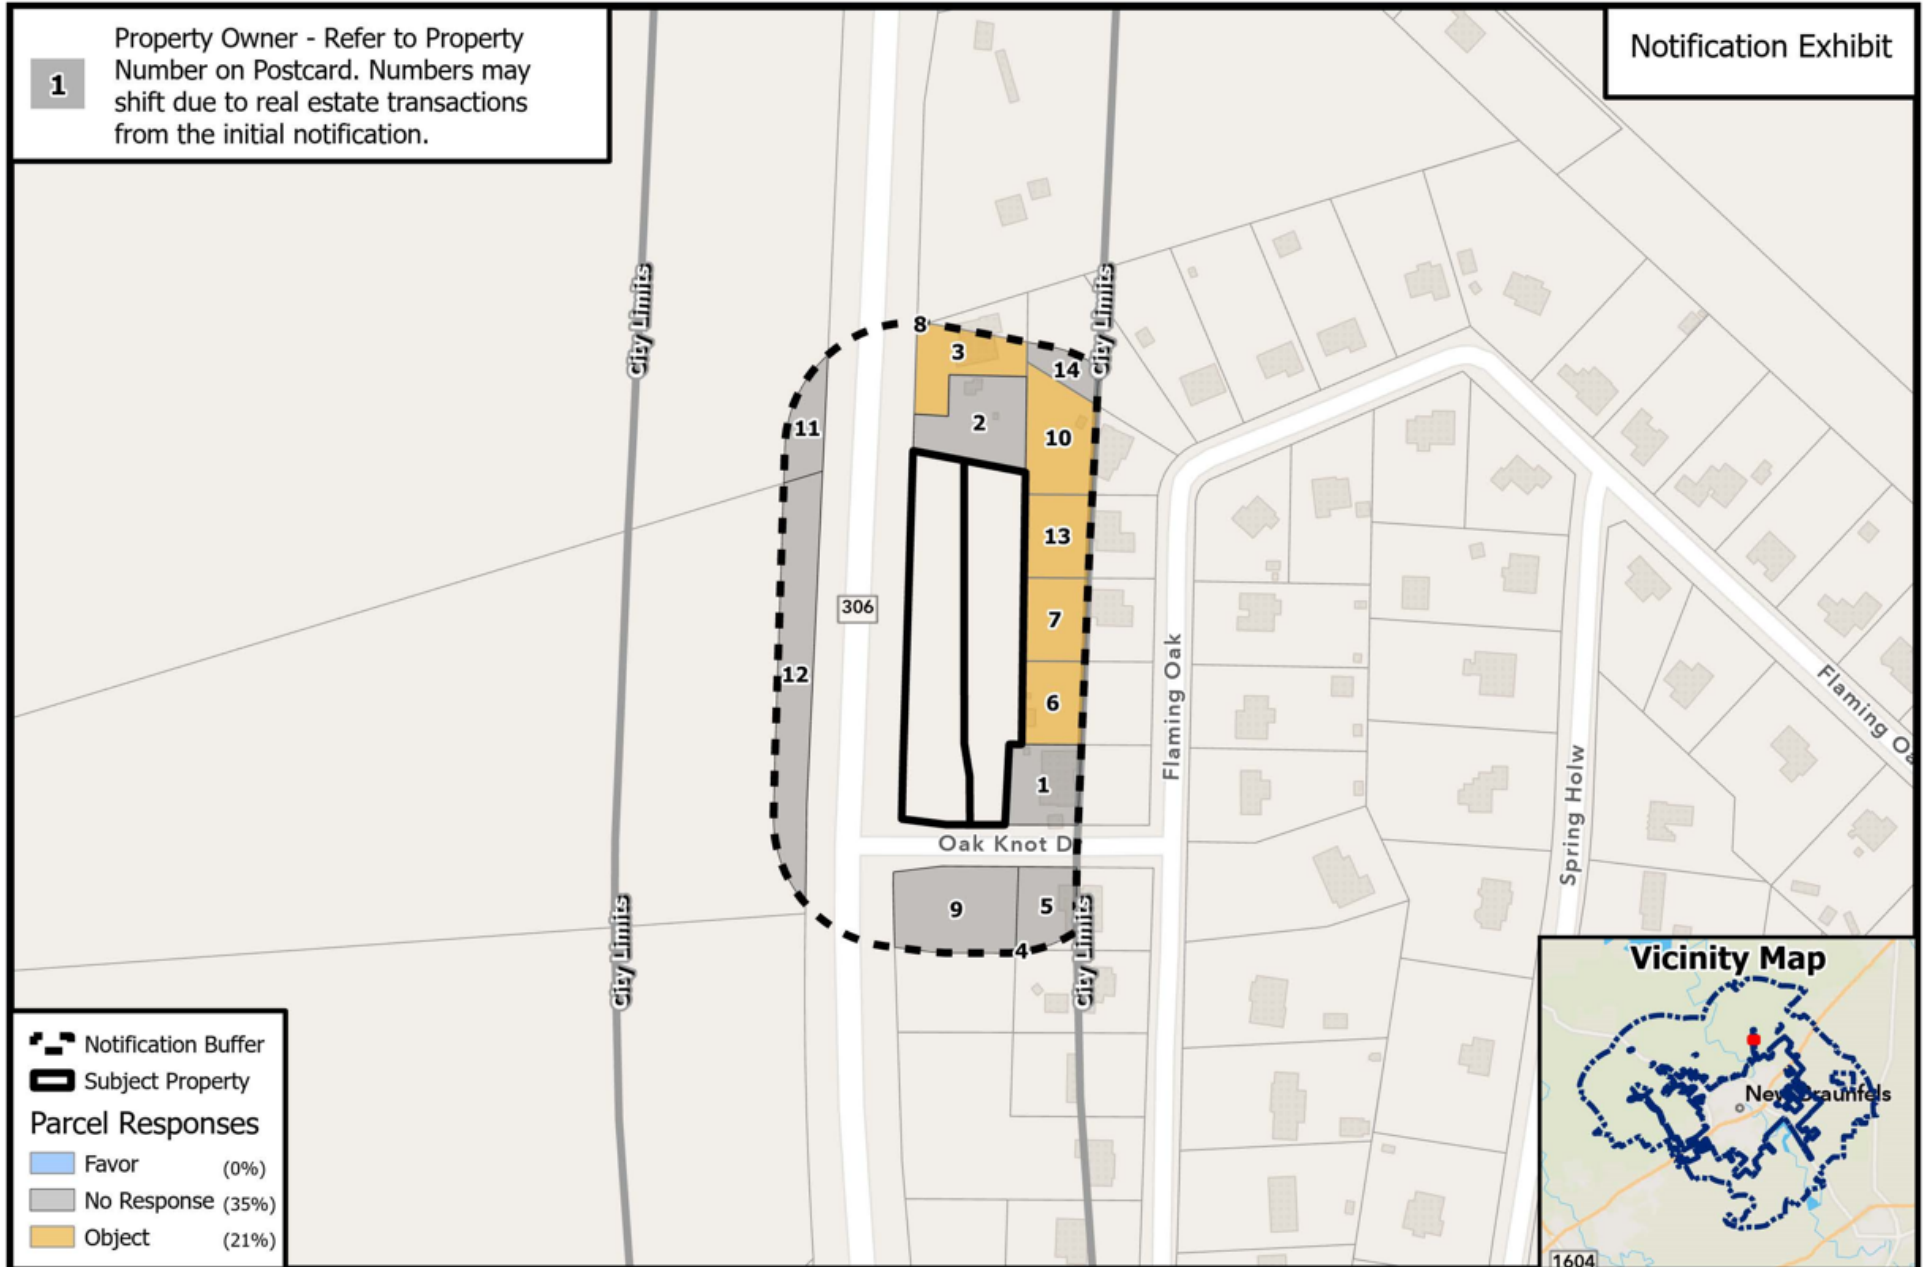 1
Property Owner - Refer to Property
Number on Postcard. Numbers may
shift due to real estate transactions
from the initial notification.
Notification Exhibit
City Limits
City Limits
8
3
14
11
2
10
13
306
7
12
6
1
Flaming Oak
Flaming Oa
Spring Holw
Oak Knot D
9
5
4
City Limits
City Limits
Notification Buffer
Subject Property
Parcel Responses
Favor (0%)
No Response (35%)
Object (21%)
Vicinity Map
New Braunfels
1604